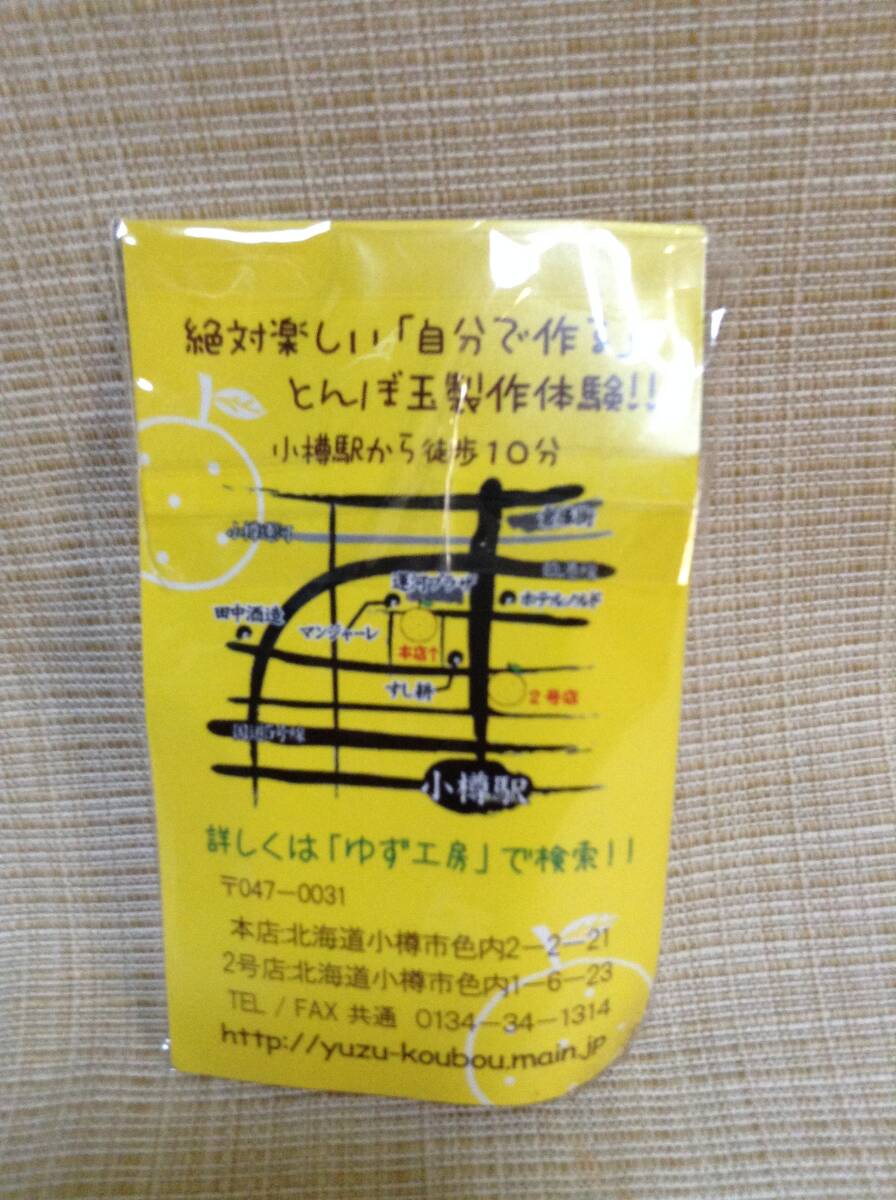 絶対楽しい「自分で作る」
とんぼ玉製作体験!!
小樽駅から徒歩10分
小樽運河
運河プラザ
ホテルノルド
田中酒造
マンジャーレ
本店↑
すし耕
2号店
国道5号線
小樽駅
詳しくは「ゆず工房」で検索!!
〒047-0031
本店:北海道小樽市色内2-2-21
2号店:北海道小樽市色内1-6-23
TEL / FAX 共通 0134-34-1314
http://yuzu-koubou.main.jp